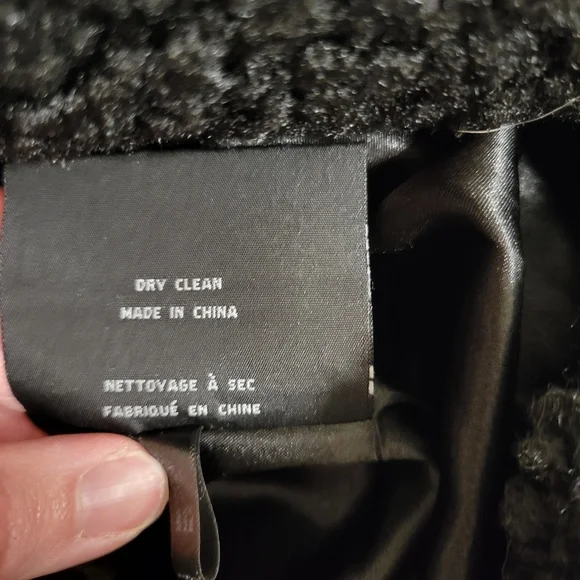 DRY CLEAN
MADE IN CHINA
NETTOYAGE À SEC
FABRIQUÉ EN CHINE